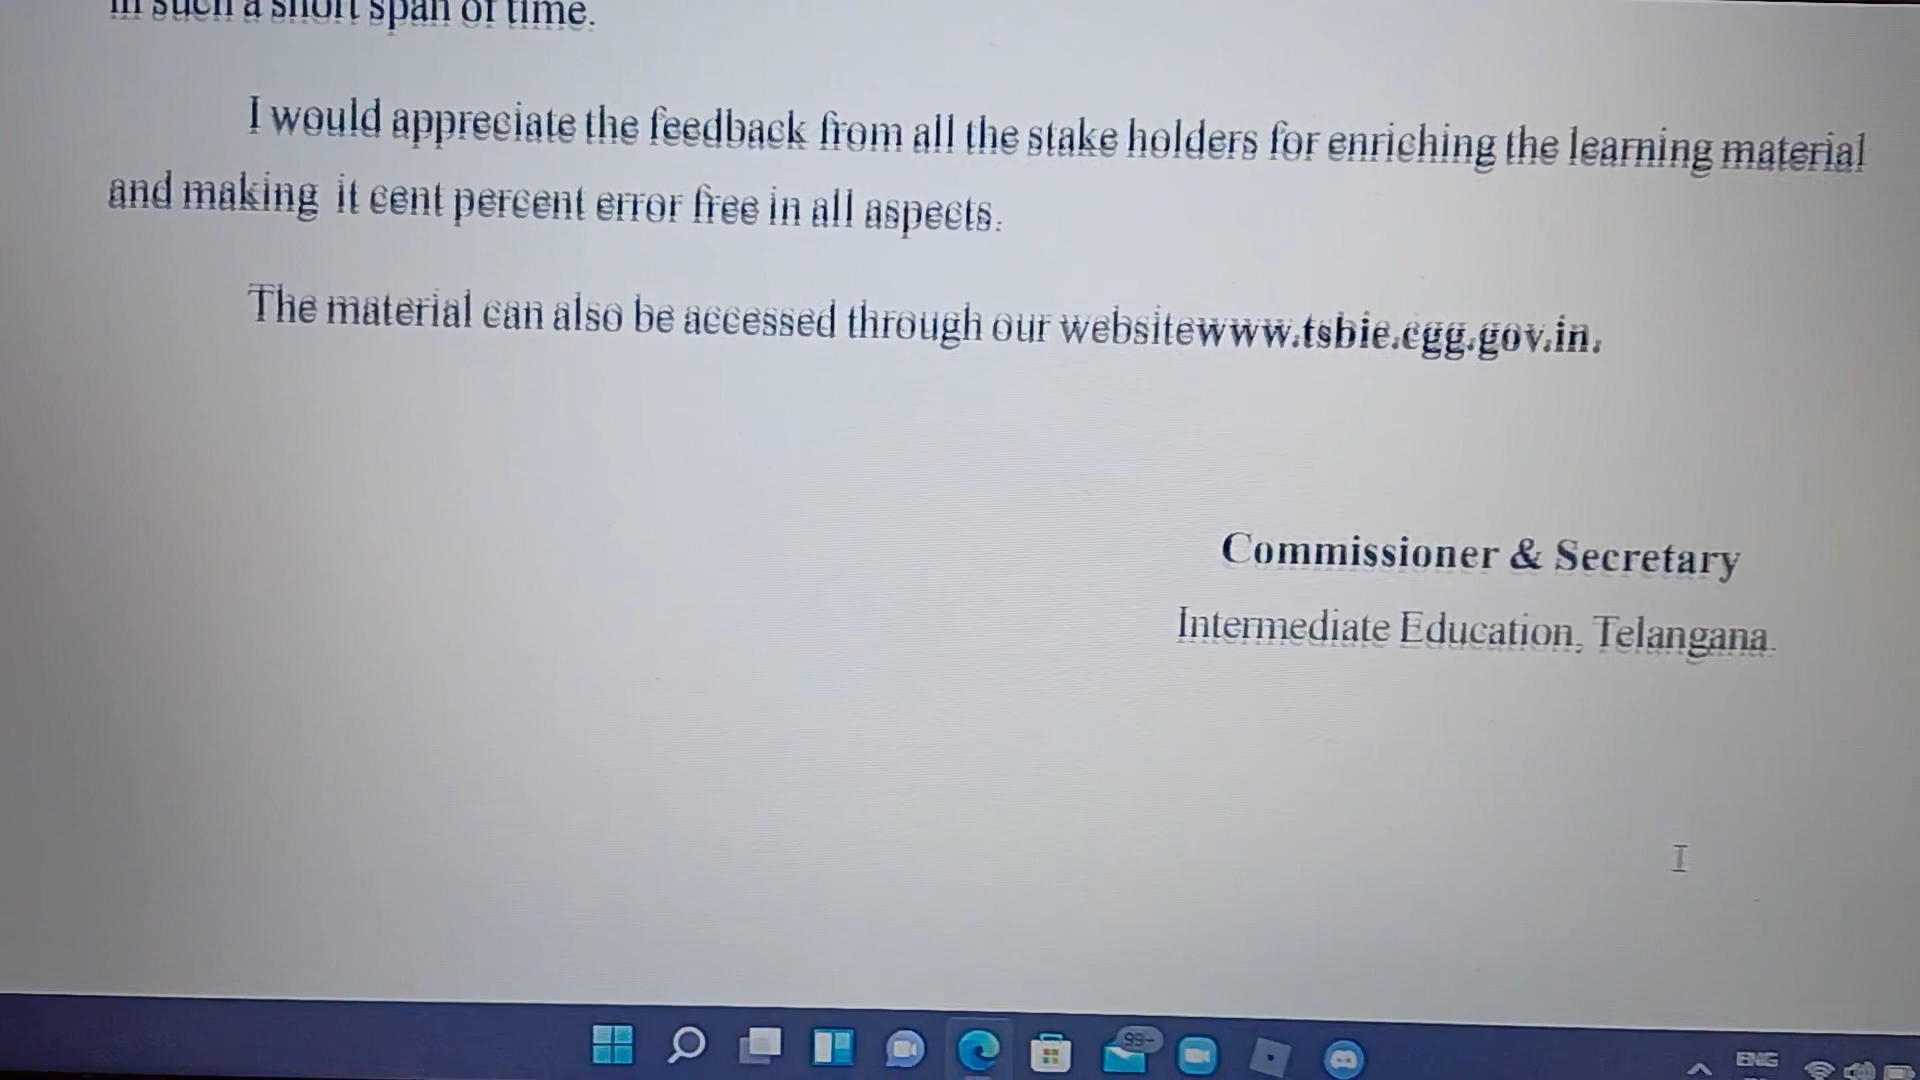 in such a short span of time.
I would appreciate the feedback from all the stake holders for enriching the learning material
and making it cent percent error free in all aspects.
The material can also be accessed through our websitewww.tsbie.cgg.gov.in.
Commissioner & Secretary
Intermediate Education, Telangana.
99+
ENG